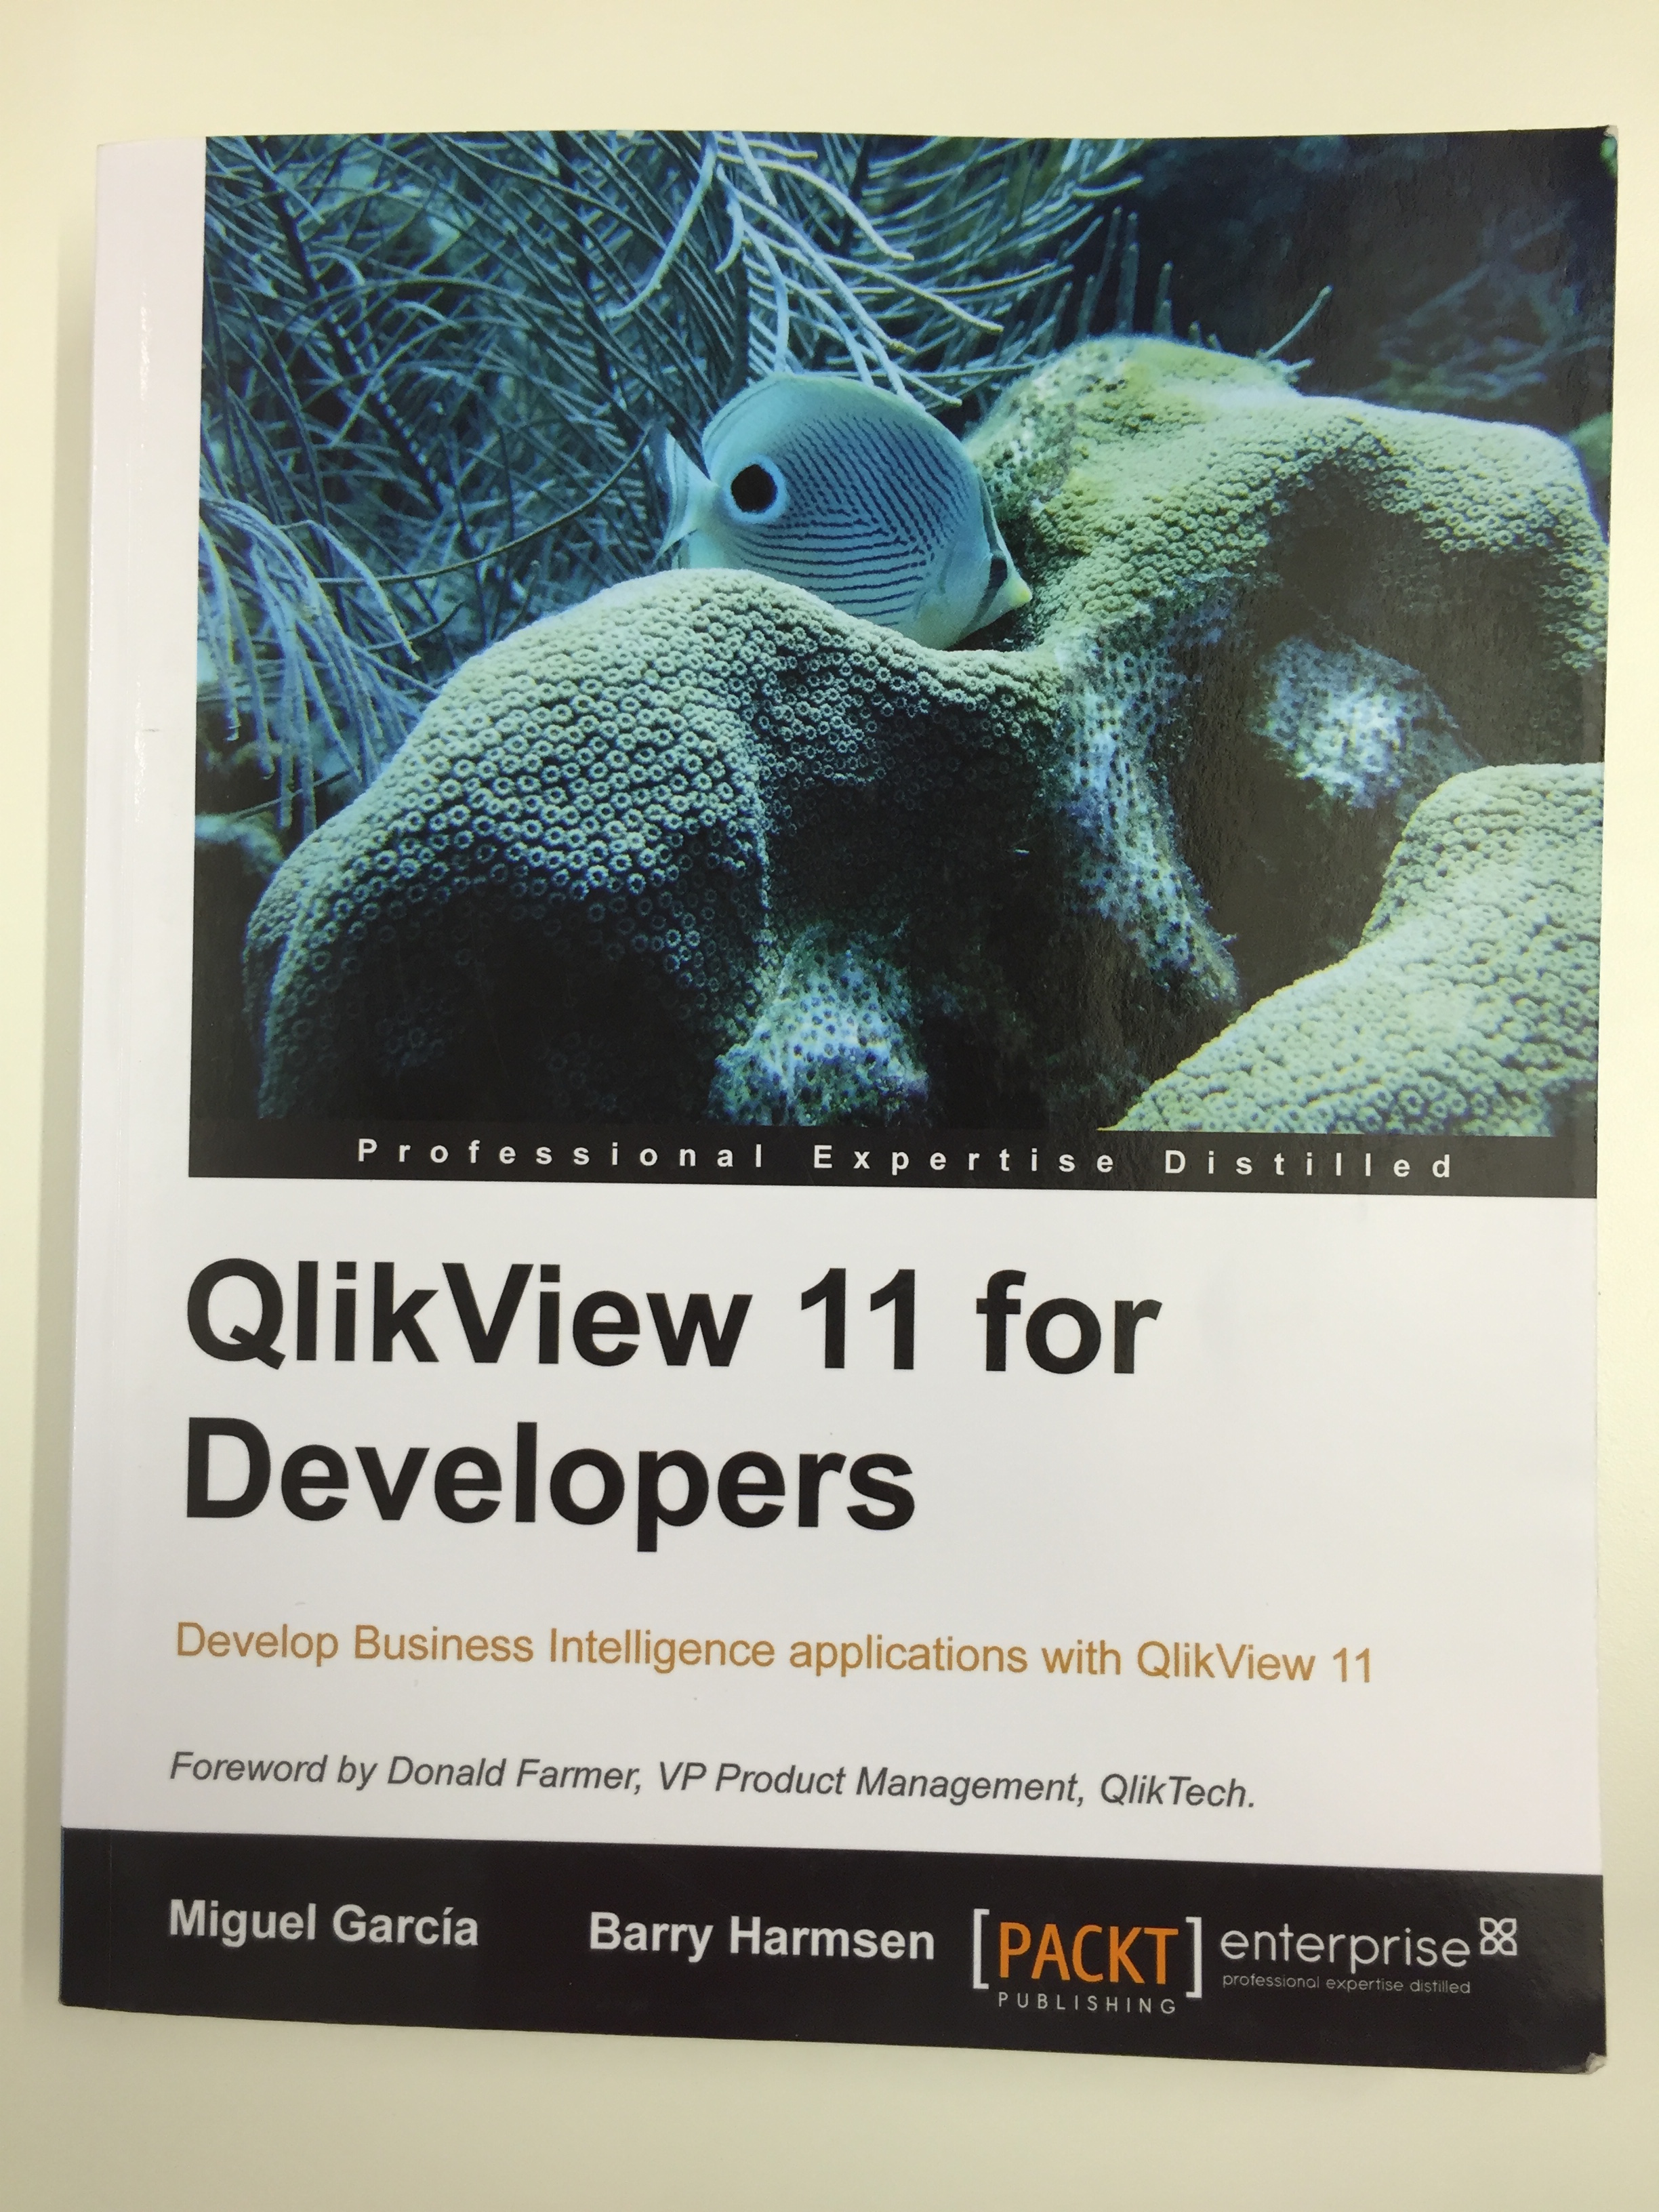 Professional Expertise Distilled
QlikView 11 for
Developers
Develop Business Intelligence applications with QlikView 11
Foreword by Donald Farmer, VP Product Management, QlikTech.
Miguel García Barry Harmsen [PACKT] enterprise
professional expertise distilled
PUBLISHING